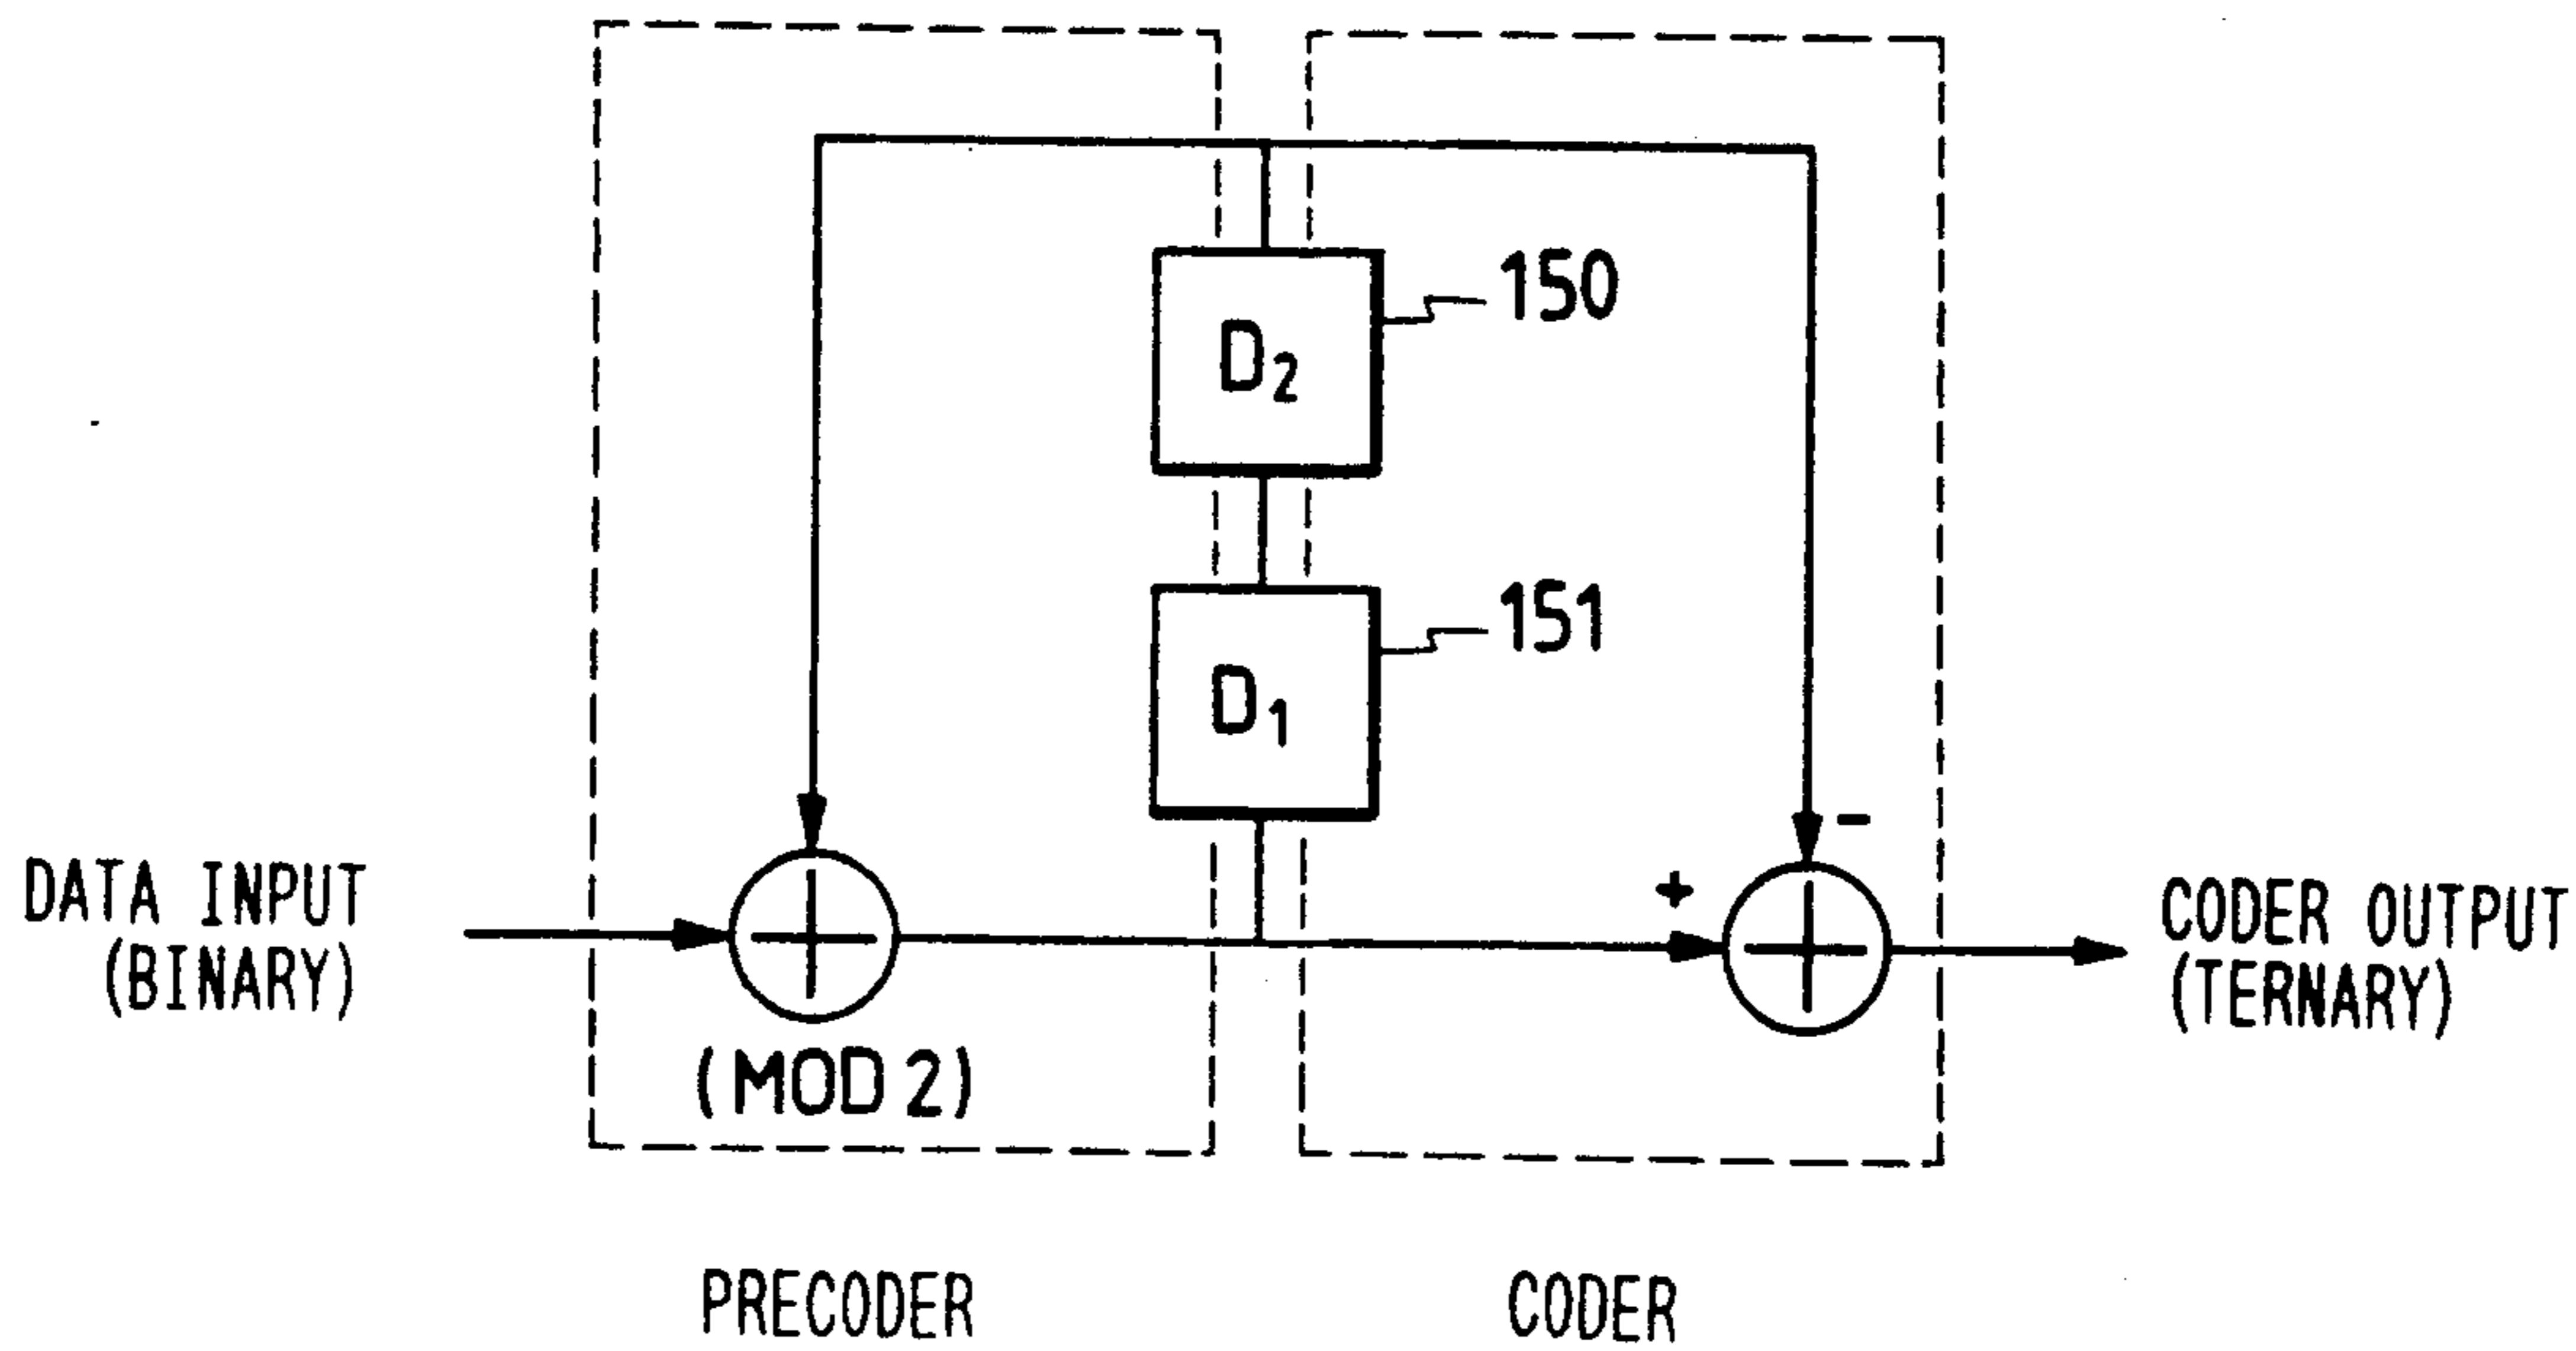 150
D2
151
D1
-
+
DATA INPUT
(BINARY)
CODER OUTPUT
(TERNARY)
(MOD 2)
PRECODER
CODER